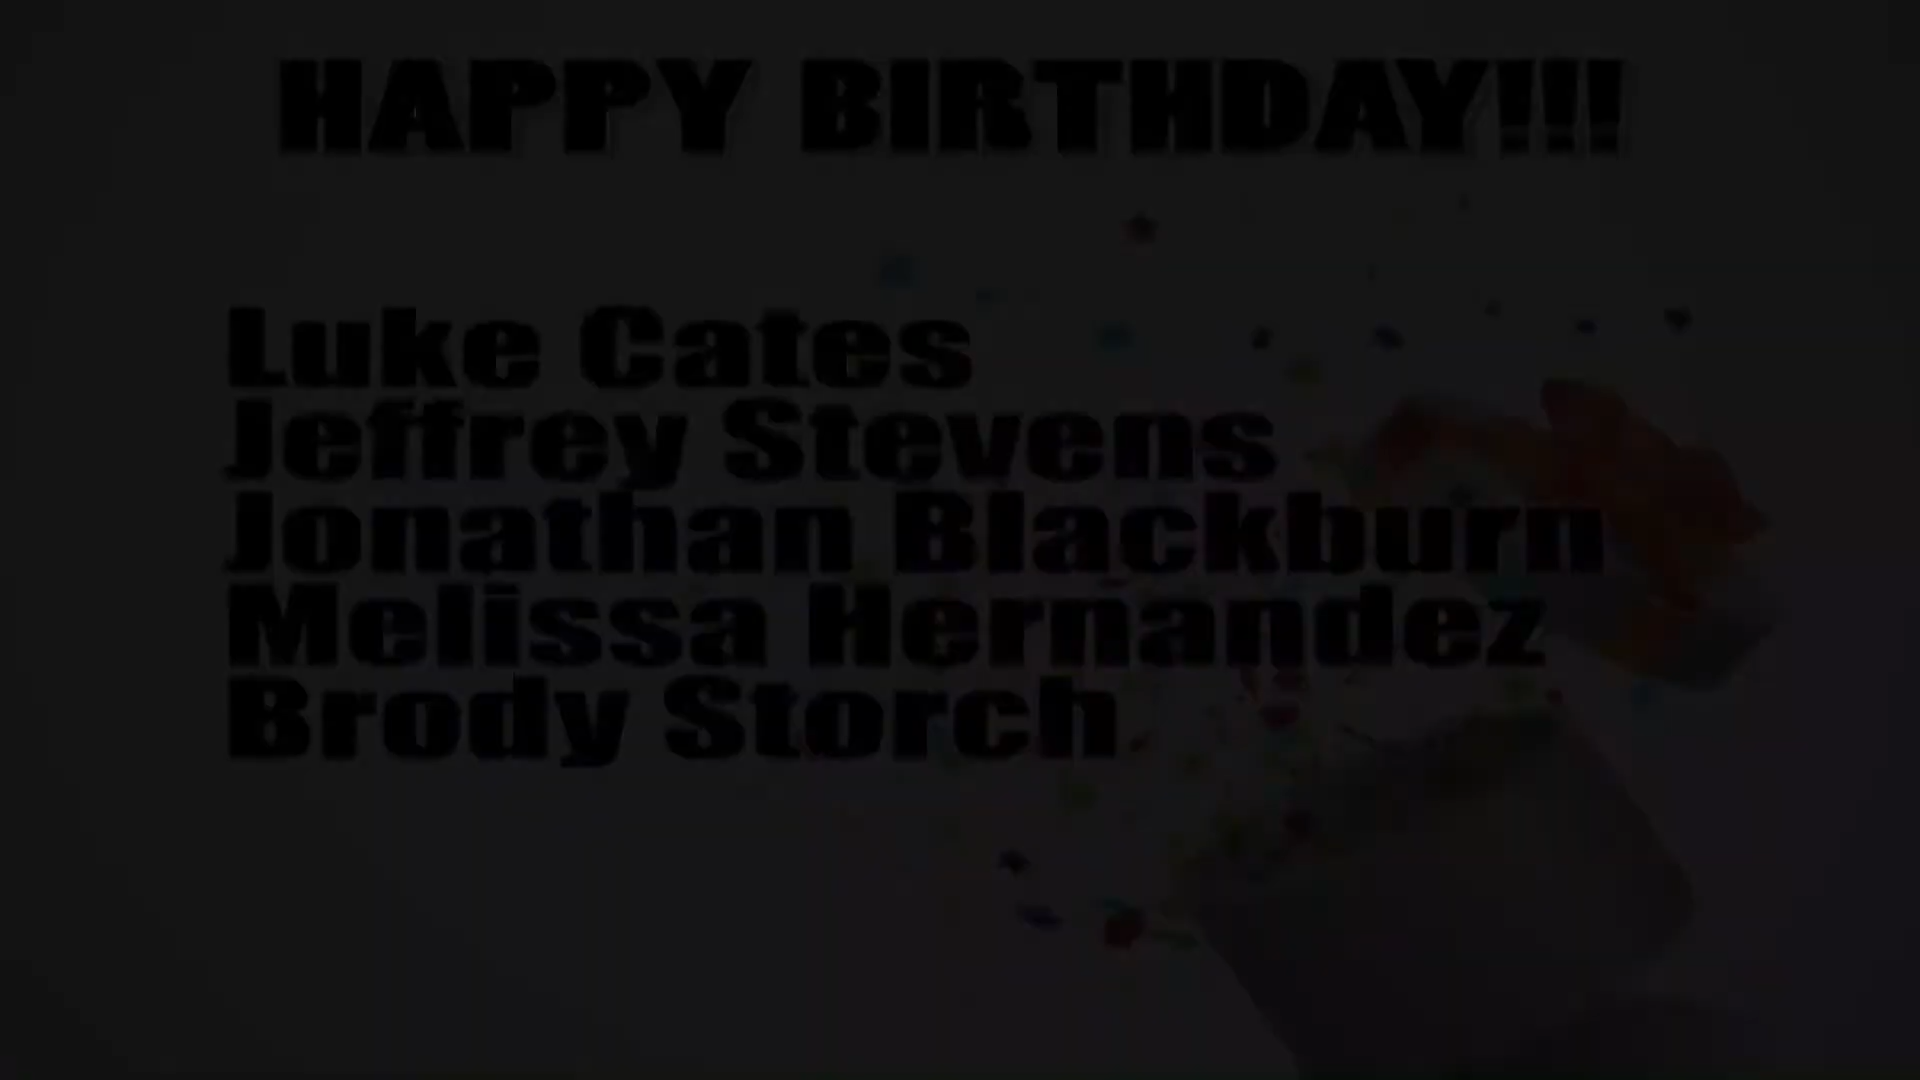 HAPPY BIRTHDAY!!!
Luke Cates
Jeffrey Stevens
Jonathan Blackburn
Melissa Hernandez
Brody Storch